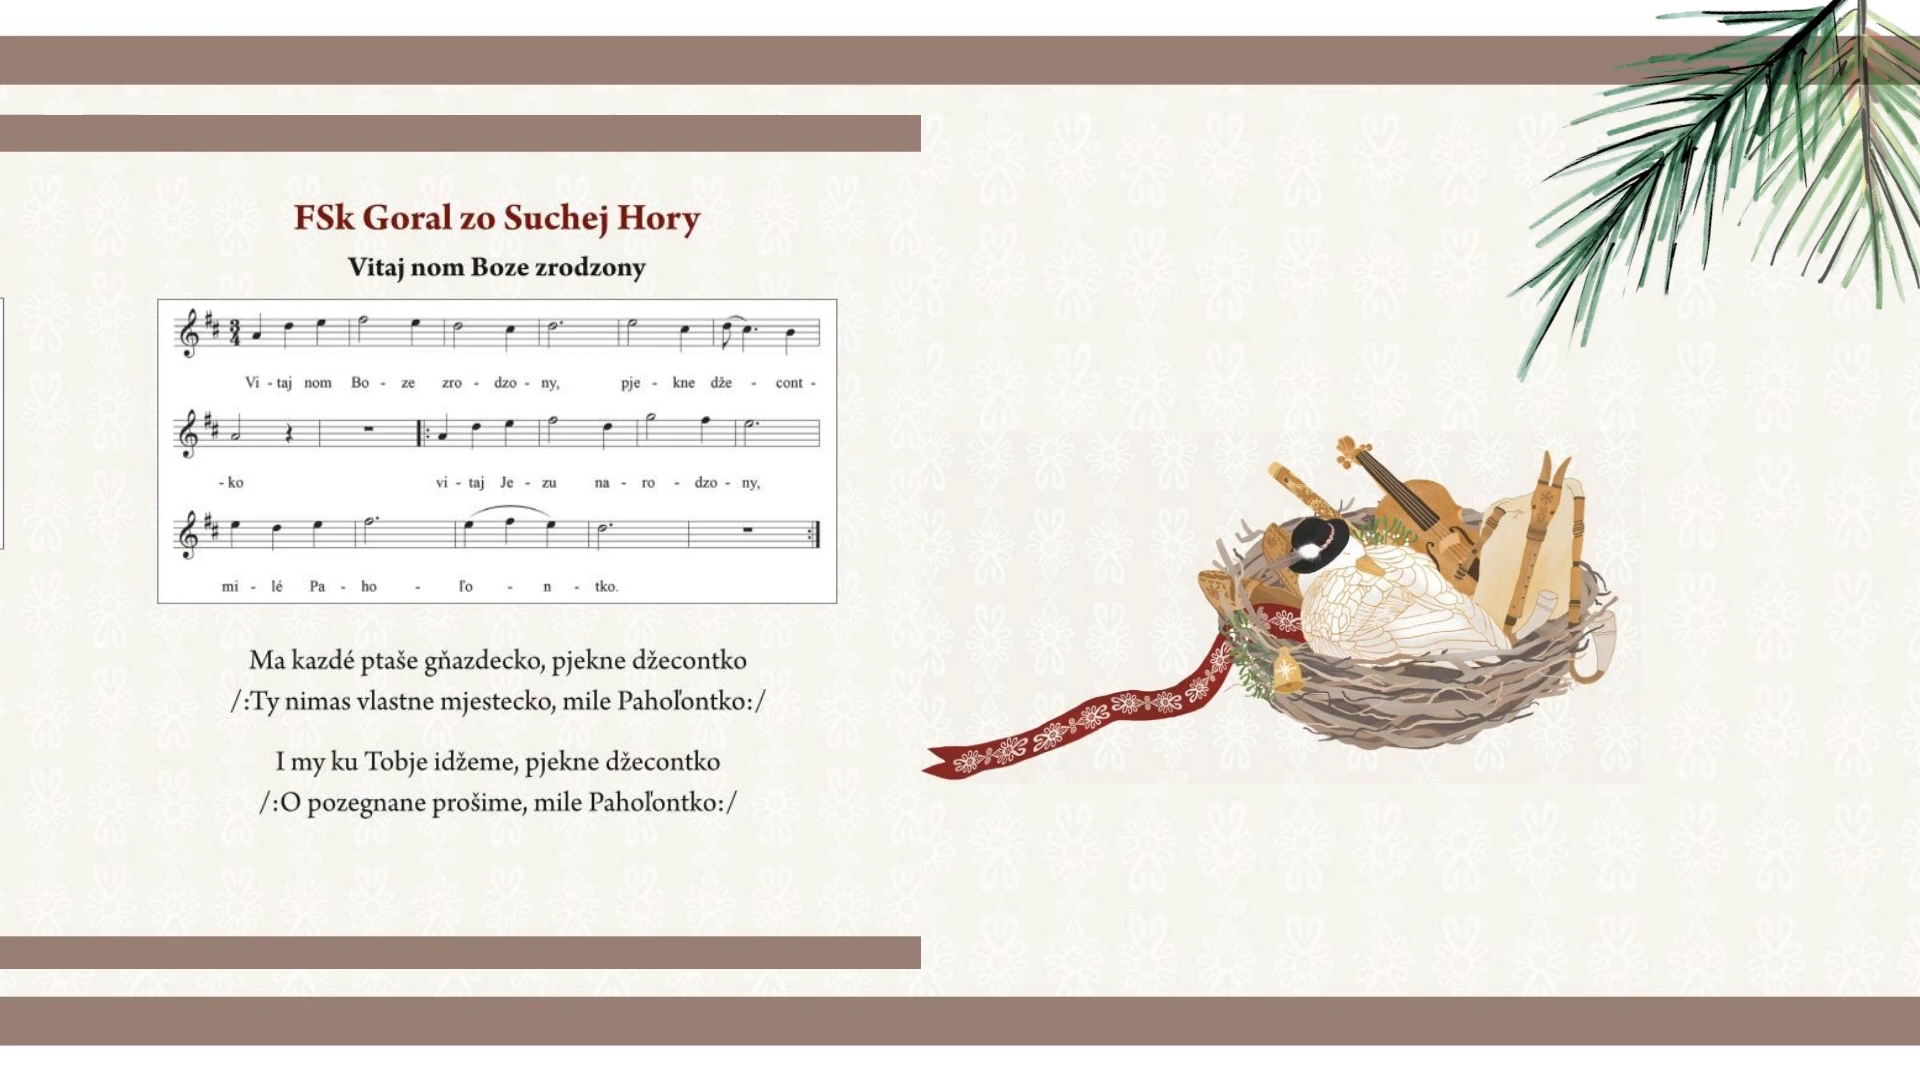 FSk Goral zo Suchej Hory
Vitaj nom Boze zrodzony
3
4
Vi - taj nom Bo - ze zro - dzo - ny, pje - kne dže - cont -
- ko vi - taj Je - zu na - ro - dzo - ny,
mi - lé Pa - ho - ľo - n - tko.
Ma kazdé ptaše gňazdecko, pjekne džecontko
/:Ty nimas vlastne mjestecko, mile Pahoľontko:/
I my ku Tobje idžeme, pjekne džecontko
/:O pozegnane prošime, mile Pahoľontko:/